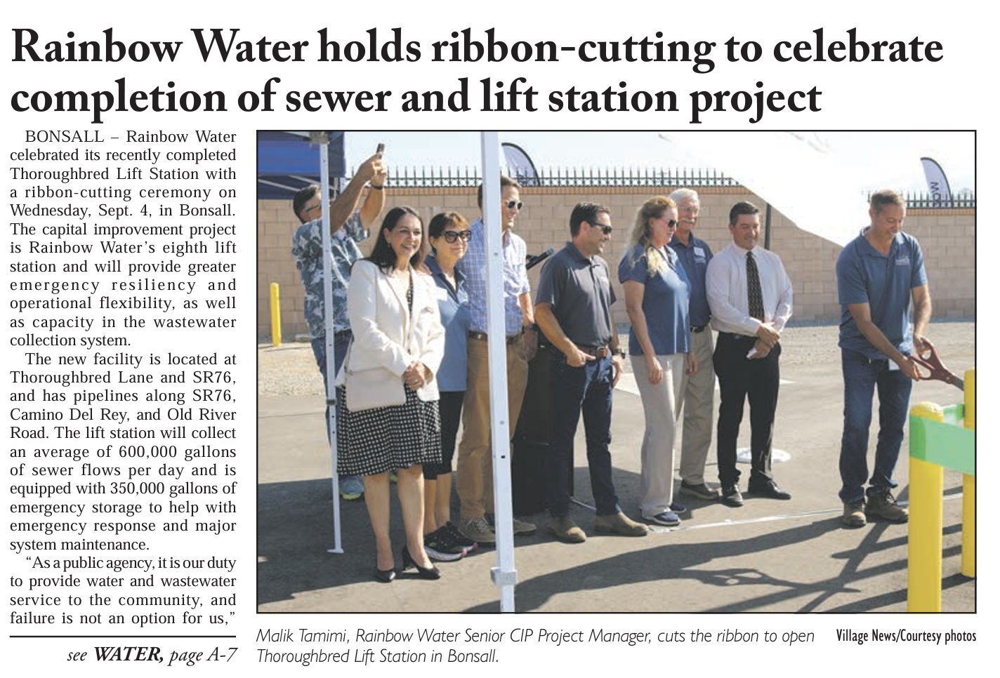 Rainbow Water holds ribbon-cutting to celebrate
completion of sewer and lift station project
BONSALL – Rainbow Water
celebrated its recently completed
Thoroughbred Lift Station with
a ribbon-cutting ceremony on
Wednesday, Sept. 4, in Bonsall.
The capital improvement project
is Rainbow Water's eighth lift
station and will provide greater
emergency resiliency and
operational flexibility, as well
as capacity in the wastewater
collection system.
The new facility is located at
Thoroughbred Lane and SR76,
and has pipelines along SR76,
Camino Del Rey, and Old River
Road. The lift station will collect
an average of 600,000 gallons
of sewer flows per day and is
equipped with 350,000 gallons of
emergency storage to help with
emergency response and major
system maintenance.
“As a public agency, it is our duty
to provide water and wastewater
service to the community, and
failure is not an option for us,”
see WATER, page A-7
Malik Tamimi, Rainbow Water Senior CIP Project Manager, cuts the ribbon to open
Thoroughbred Lift Station in Bonsall.
Village News/Courtesy photos